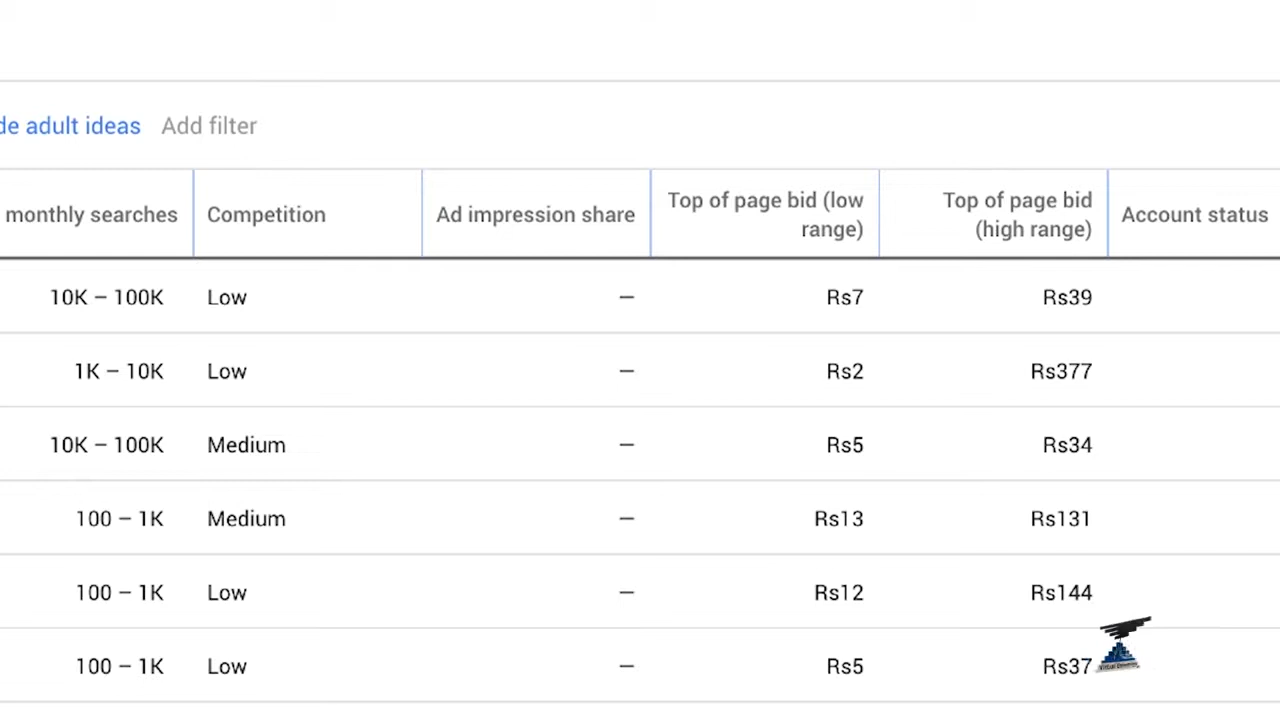 de adult ideas Add filter
monthly searches Competition Ad impression share Top of page bid (low range) Top of page bid (high range) Account status
10K – 100K Low – Rs7 Rs39
1K – 10K Low – Rs2 Rs377
10K – 100K Medium – Rs5 Rs34
100 – 1K Medium – Rs13 Rs131
100 – 1K Low – Rs12 Rs144
100 – 1K Low – Rs5 Rs37